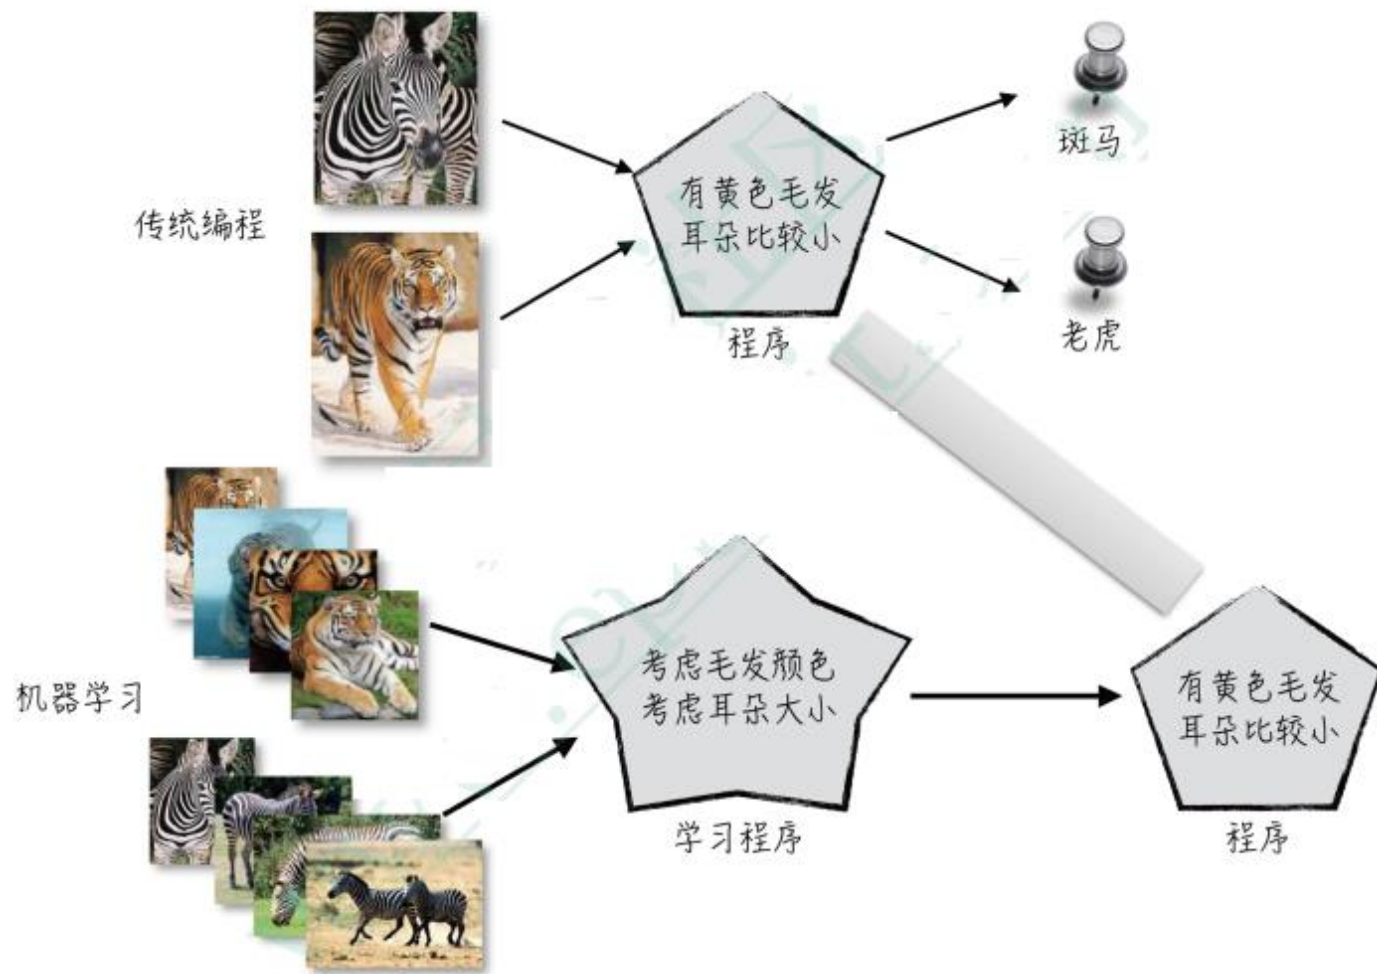 传统编程
有黄色毛发
耳朵比较小
程序
斑马
老虎
机器学习
考虑毛发颜色
考虑耳朵大小
学习程序
有黄色毛发
耳朵比较小
程序